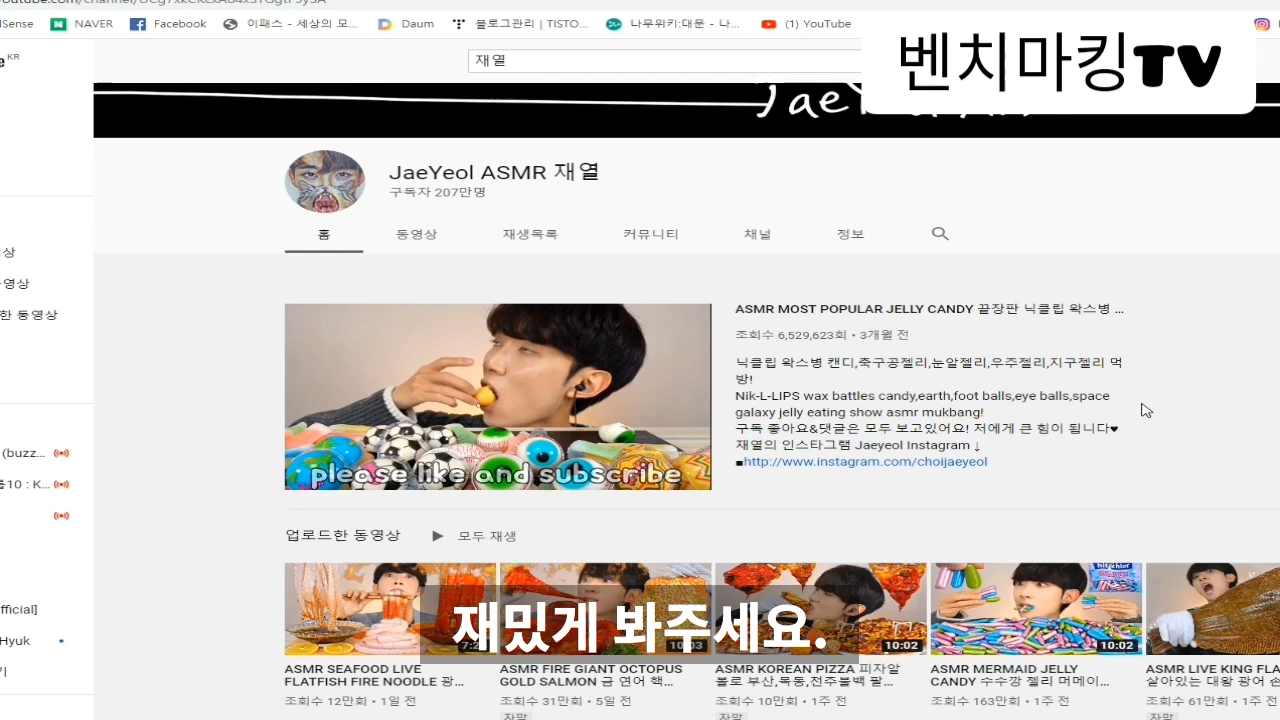 NAVER
Facebook
이패스 - 세상의 모...
Daum
블로그관리 | TISTO...
나무위키:대문 - 나...
(1) YouTube
KR
재열
벤치마킹TV
JaeYeol ASMR 재열
구독자 207만명
홈
동영상
재생목록
커뮤니티
채널
정보
한 동영상
ASMR MOST POPULAR JELLY CANDY 끝장판 닉클립 왁스병 ...
조회수 6,529,623회 • 3개월 전
닉클립 왁스병 캔디,축구공젤리,눈알젤리,우주젤리,지구젤리 먹
방!
Nik-L-LIPS wax battles candy,earth,foot balls,eye balls,space
galaxy jelly eating show asmr mukbang!
구독 좋아요&댓글은 모두 보고있어요! 저에게 큰 힘이 됩니다♥
재열의 인스타그램 Jaeyeol Instagram ↓
■http://www.instagram.com/choijaeyeol
please like and subscribe
(buzz...
업로드한 동영상
모두 재생
10:02
10:02
재밌게 봐주세요.
ASMR SEAFOOD LIVE
FLATFISH FIRE NOODLE 광...
조회수 12만회 • 1일 전
ASMR FIRE GIANT OCTOPUS
GOLD SALMON 금 연어 핵...
조회수 31만회 • 5일 전
자막
ASMR KOREAN PIZZA 피자알
볼로 부산,목동,전주불백 팔...
조회수 10만회 • 1주 전
자막
ASMR MERMAID JELLY
CANDY 수수깡 젤리 머메이...
조회수 163만회 • 1주 전
ASMR LIVE KING FLA
살아있는 대왕 광어 손
조회수 61만회 • 1주 전
자막